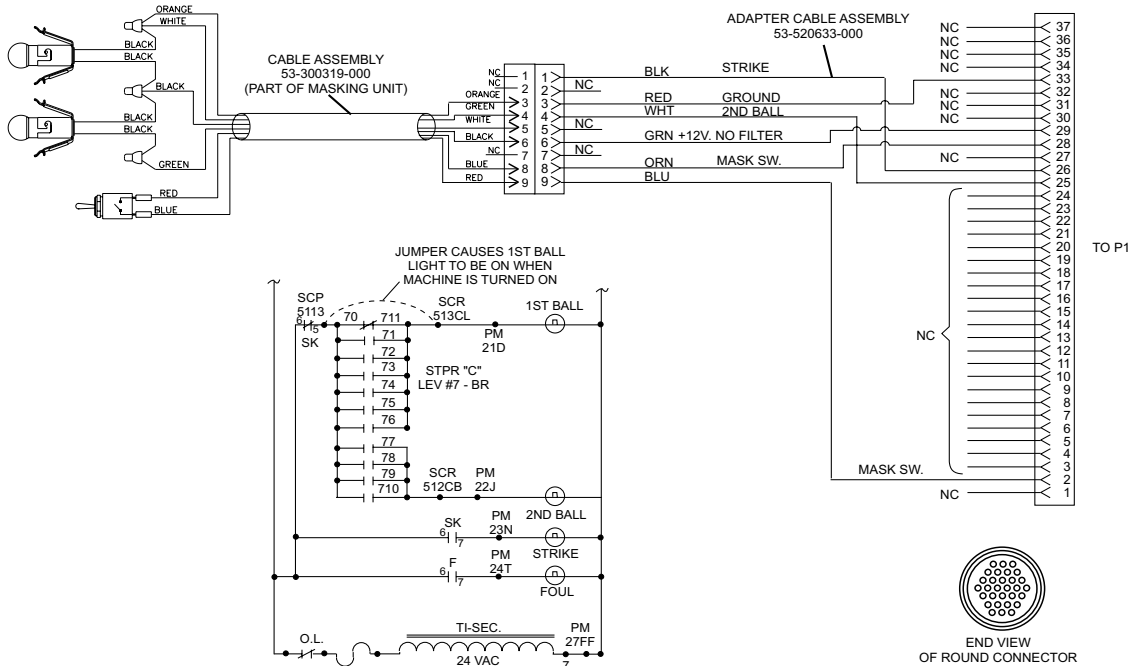 ORANGE
WHITE
BLACK
BLACK
BLACK
BLACK
BLACK
GREEN
RED
BLUE
CABLE ASSEMBLY
53-300319-000
(PART OF MASKING UNIT)
NC
NC
ORANGE
GREEN
WHITE
BLACK
NC
BLUE
RED
1
2
3
4
5
6
7
8
9
1
2
3
4
5
6
7
8
9
NC
NC
NC
ADAPTER CABLE ASSEMBLY
53-520633-000
BLK STRIKE
RED GROUND
WHT 2ND BALL
GRN +12V. NO FILTER
ORN MASK SW.
BLU
MASK SW.
NC 37
NC 36
NC 35
NC 34
33
NC 32
NC 31
NC 30
29
28
NC 27
26
25
24
23
22
21
20
19
18
17
16
15
14
NC
13
12
11
10
9
8
7
6
5
4
3
2
NC 1
TO P1
JUMPER CAUSES 1ST BALL
LIGHT TO BE ON WHEN
MACHINE IS TURNED ON
SCP
5113
6 5
SK
70 711
71
72
73
74
75
76
77
78
79
710
STPR "C"
LEV #7 - BR
SCR
513CL
PM
21D
1ST BALL
SCR
512CB
PM
22J
2ND BALL
SK
6 7
PM
23N
STRIKE
F
6 7
PM
24T
FOUL
O.L.
TI-SEC.
24 VAC
PM
27FF
7
END VIEW
OF ROUND CONNECTOR